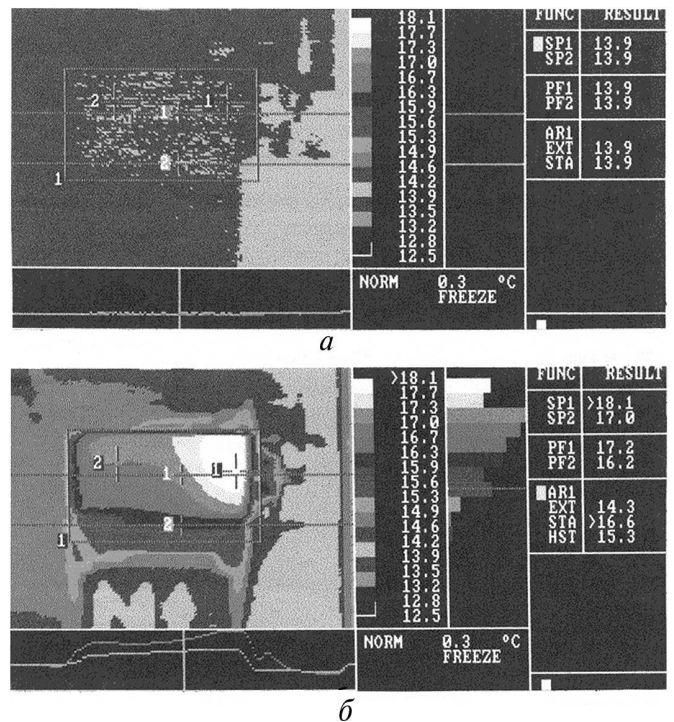 18.1
17.7
17.3
17.0
16.7
16.3
15.9
15.6
15.3
14.9
14.6
14.2
13.9
13.5
13.2
12.8
12.5
FUNC RESULT
SP1 13.9
SP2 13.9
PF1 13.9
PF2 13.9
AR1
EXT 13.9
STA 13.9
2 1
1
2
1
NORM 0.3 °C
FREEZE
а
>18.1
17.7
17.3
17.0
16.7
16.3
15.9
15.6
15.3
14.9
14.6
14.2
13.9
13.5
13.2
12.8
12.5
FUNC RESULT
SP1 >18.1
SP2 17.0
PF1 17.2
PF2 16.2
AR1
EXT 14.3
STA >16.6
HST 15.3
2 1 1
2
1
NORM 0.3 °C
FREEZE
б